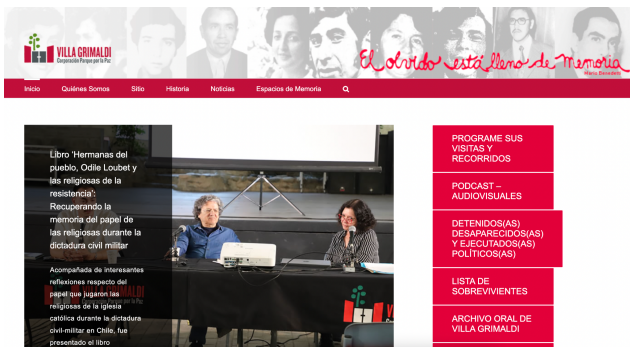 VILLA GRIMALDI
Corporación Parque por la Paz
El olvido está lleno de Memoria
Mario Benedetti
Inicio Quiénes Somos Sitio Historia Noticias Espacios de Memoria
Libro ‘Hermanas del
pueblo, Odile Loubet y
las religiosas de la
resistencia’:
Recuperando la
memoria del papel de
las religiosas durante la
dictadura civil militar
Acompañada de interesantes
reflexiones respecto del
papel que jugaron las
religiosas de la iglesia
católica durante la dictadura
civil-militar en Chile, fue
presentado el libro
PROGRAME SUS
VISITAS Y
RECORRIDOS
PODCAST –
AUDIOVISUALES
DETENIDOS(AS)
DESAPARECIDOS(AS)
Y EJECUTADOS(AS)
POLÍTICOS(AS)
LISTA DE
SOBREVIVIENTES
ARCHIVO ORAL DE
VILLA GRIMALDI